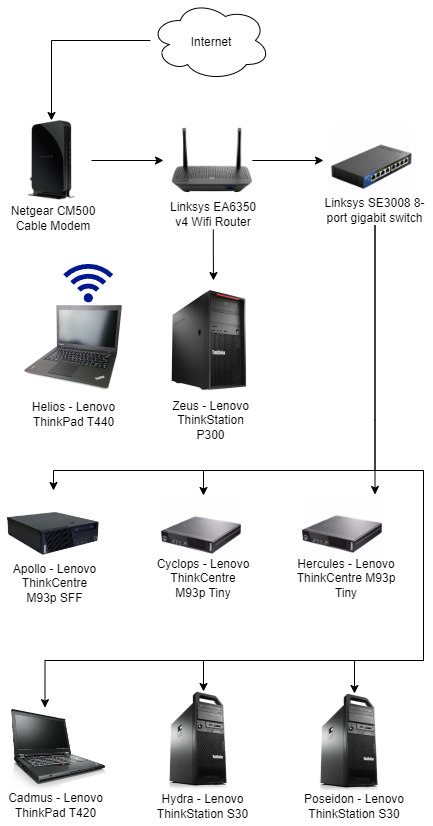 Internet
Netgear CM500
Cable Modem
Linksys EA6350
v4 Wifi Router
Linksys SE3008 8-
port gigabit switch
Helios - Lenovo
ThinkPad T440
Zeus - Lenovo
ThinkStation
P300
Apollo - Lenovo
ThinkCentre
M93p SFF
Cyclops - Lenovo
ThinkCentre
M93p Tiny
Hercules - Lenovo
ThinkCentre M93p
Tiny
Cadmus - Lenovo
ThinkPad T420
Hydra - Lenovo
ThinkStation S30
Poseidon - Lenovo
ThinkStation S30